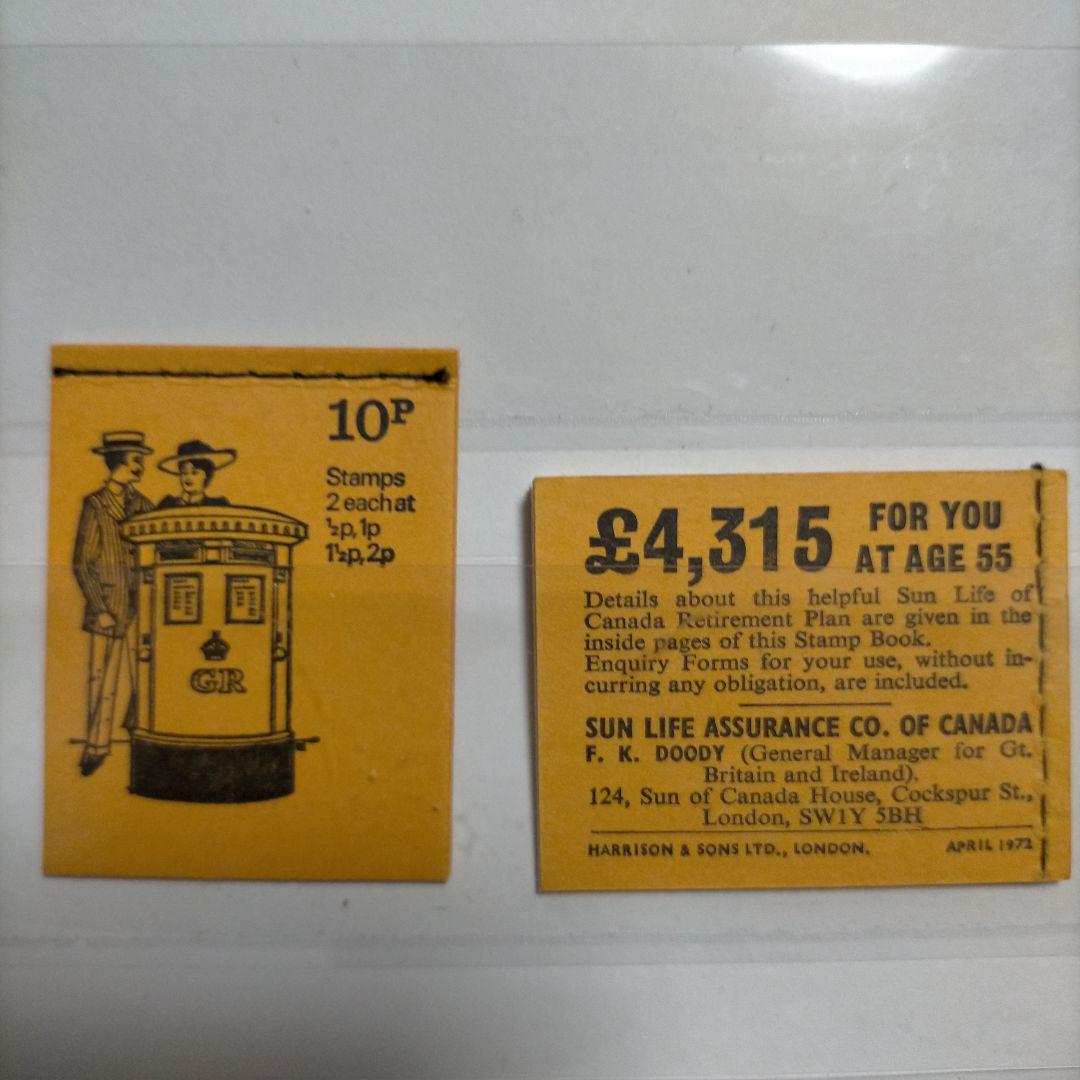 10P
Stamps
2 each at
½p, 1p
1½p, 2p
GR
£4,315 FOR YOU
AT AGE 55
Details about this helpful Sun Life of
Canada Retirement Plan are given in the
inside pages of this Stamp Book.
Enquiry Forms for your use, without in-
curring any obligation, are included.
SUN LIFE ASSURANCE CO. OF CANADA
F. K. DOODY (General Manager for Gt.
Britain and Ireland).
124, Sun of Canada House, Cockspur St.,
London, SW1Y 5BH
HARRISON & SONS LTD., LONDON. APRIL 1972